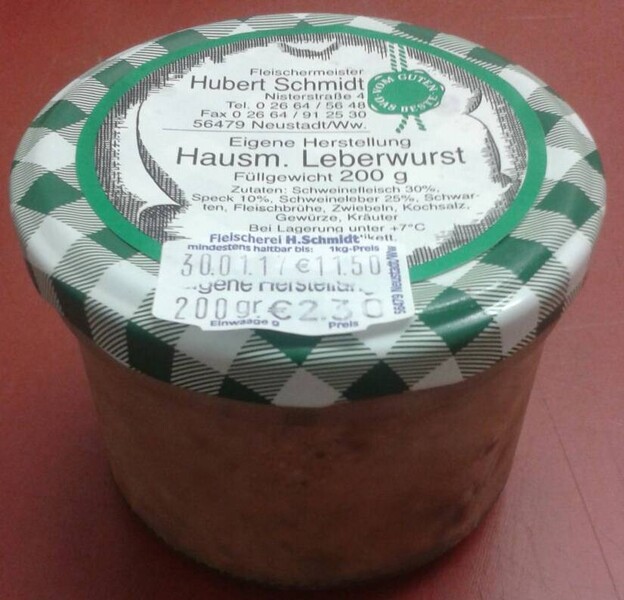 Fleischermeister
Hubert Schmidt
Nisterstraße 4
Tel. 0 26 64 / 56 48
Fax 0 26 64 / 91 25 30
56479 Neustadt/Ww.
VOM GUTEN
DAS BESTE
Eigene Herstellung
Hausm. Leberwurst
Füllgewicht 200 g
Zutaten: Schweinefleisch 30%,
Speck 10%, Schweineleber 25%, Schwar-
ten, Fleischbrühe, Zwiebeln, Kochsalz,
Gewürze, Kräuter
Bei Lagerung unter +7°C
Fleischerei H.Schmidt
mindestens haltbar bis: 1kg-Preis
30.01.17 € 11.50
200 gr. € 2.30
Einwaage g Preis
56479 Neustadt/Ww